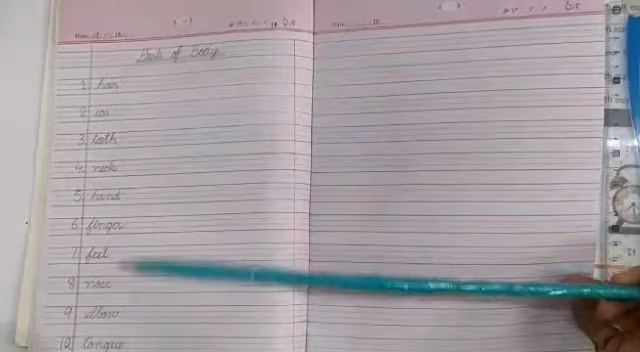 Parts of Body
1. hair
2. ear
3. teeth
4. neck
5. hand
6. finger
7. feet
8. nose
9. elbow
10. tongue